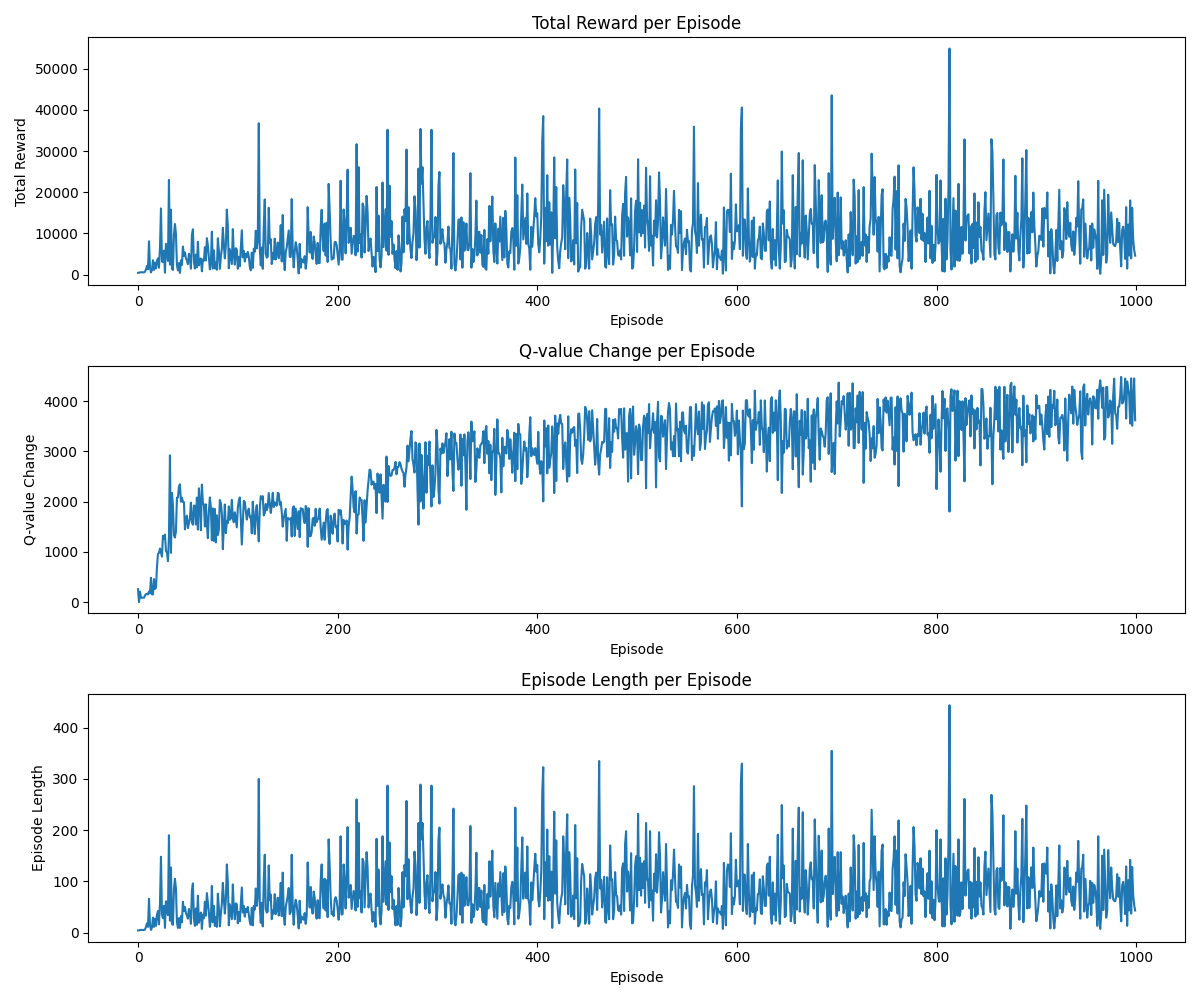 Total Reward per Episode
50000
40000
30000
20000
10000
0
Total Reward
0 200 400 600 800 1000
Episode
Q-value Change per Episode
4000
3000
2000
1000
0
Q-value Change
0 200 400 600 800 1000
Episode
Episode Length per Episode
400
300
200
100
0
Episode Length
0 200 400 600 800 1000
Episode